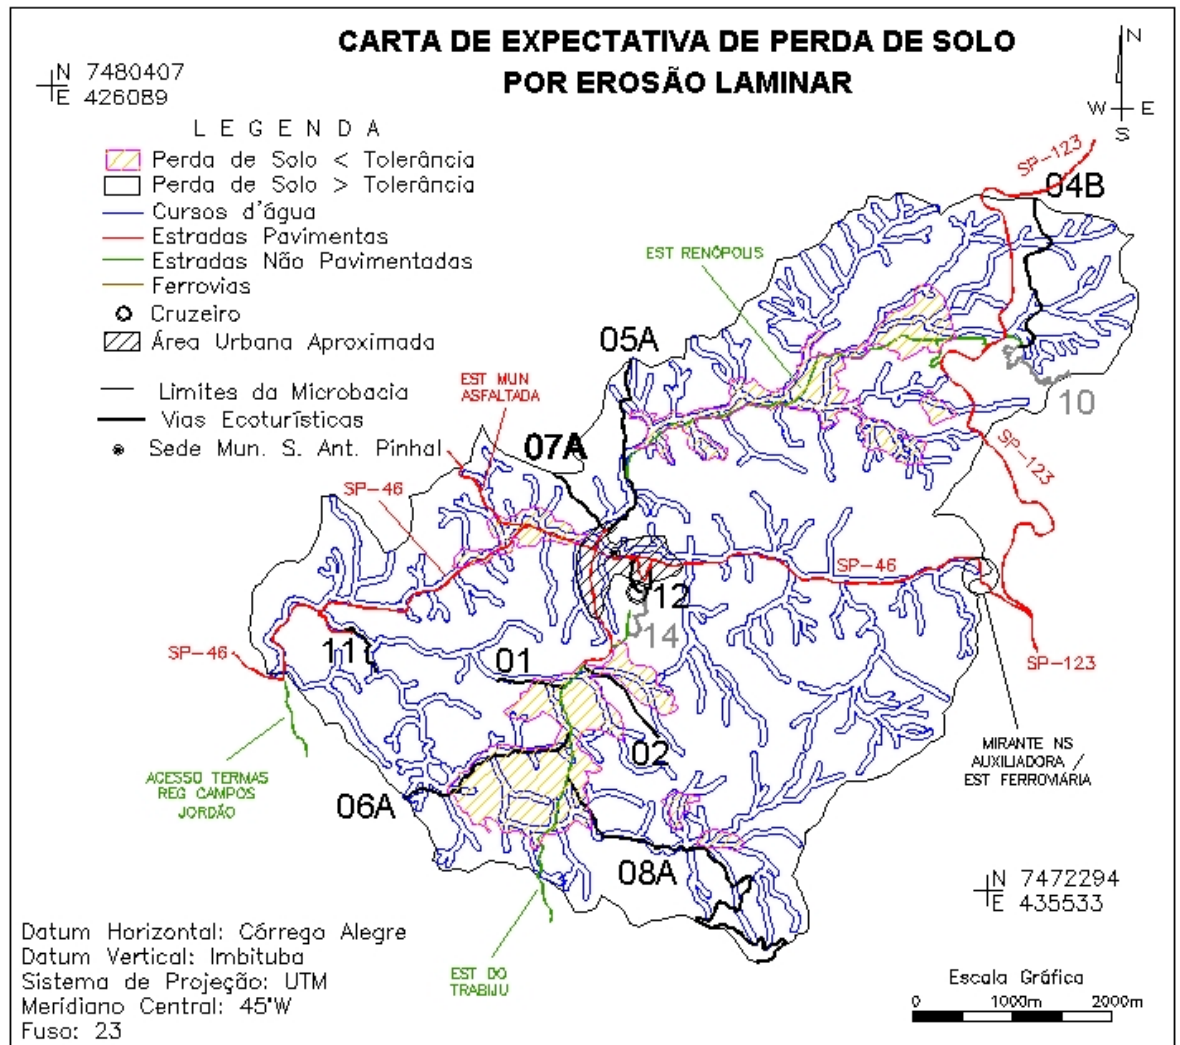 CARTA DE EXPECTATIVA DE PERDA DE SOLO
POR EROSÃO LAMINAR
N 7480407
E 426089
N
W E
S
LEGENDA
Perda de Solo < Tolerância
Perda de Solo > Tolerância
Cursos d'água
Estradas Pavimentas
Estradas Não Pavimentadas
Ferrovias
Cruzeiro
Área Urbana Aproximada
Limites da Microbacia
Vias Ecoturísticas
Sede Mun. S. Ant. Pinhal
SP-123
04B
EST RENÓPOLIS
05A
EST MUN
ASFALTADA
10
07A
SP-123
SP-46
SP-46
12
14
SP-46
11
01
SP-123
02
MIRANTE NS
AUXILIADORA /
EST FERROVIÁRIA
ACESSO TERMAS
REG CAMPOS
JORDÃO
06A
08A
N 7472294
E 435533
EST DO
TRABIJU
Datum Horizontal: Córrego Alegre
Datum Vertical: Imbituba
Sistema de Projeção: UTM
Meridiano Central: 45°W
Fuso: 23
Escala Gráfica
0 1000m 2000m